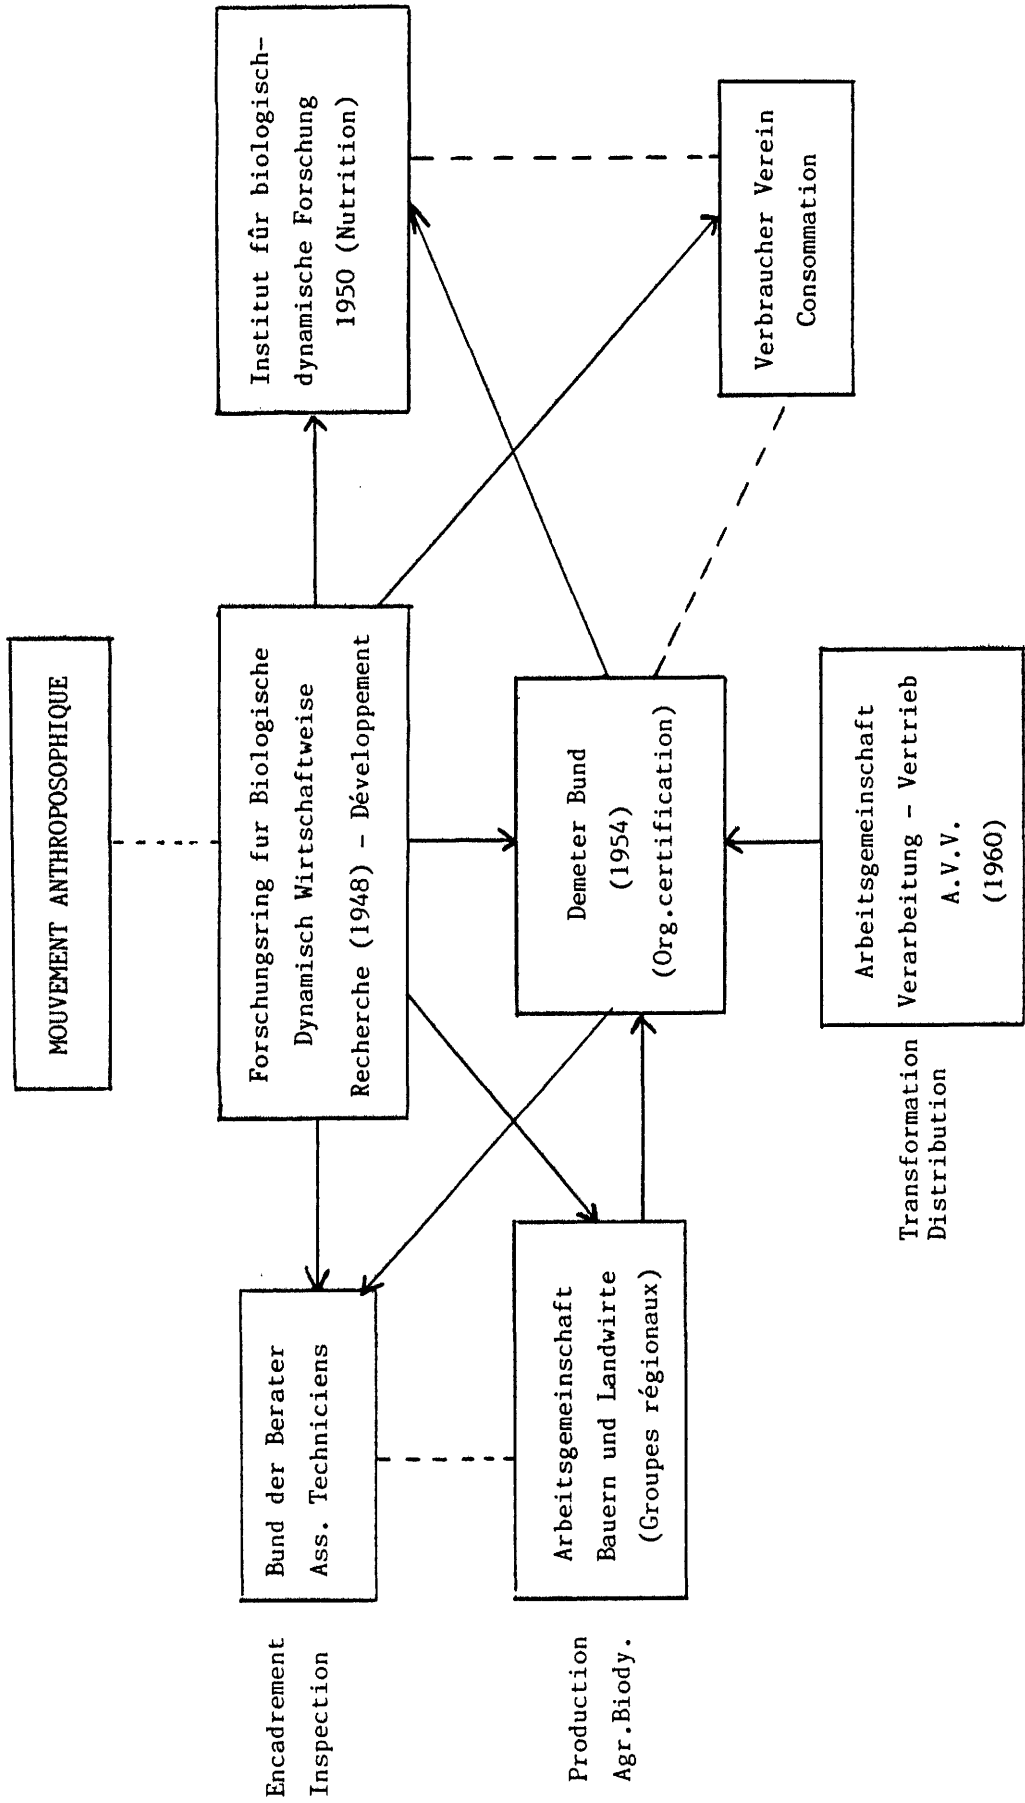 MOUVEMENT ANTHROPOSOPHIQUE
Encadrement
Inspection
Bund der Berater
Ass. Techniciens
Forschungsring fur Biologische
Dynamisch Wirtschaftweise
Recherche (1948) - Développement
Institut fûr biologisch-
dynamische Forschung
1950 (Nutrition)
Production
Agr.Biody.
Arbeitsgemeinschaft
Bauern und Landwirte
(Groupes régionaux)
Demeter Bund
(1954)
(Org.certification)
Verbraucher Verein
Consommation
Transformation
Distribution
Arbeitsgemeinschaft
Verarbeitung - Vertrieb
A.V.V.
(1960)